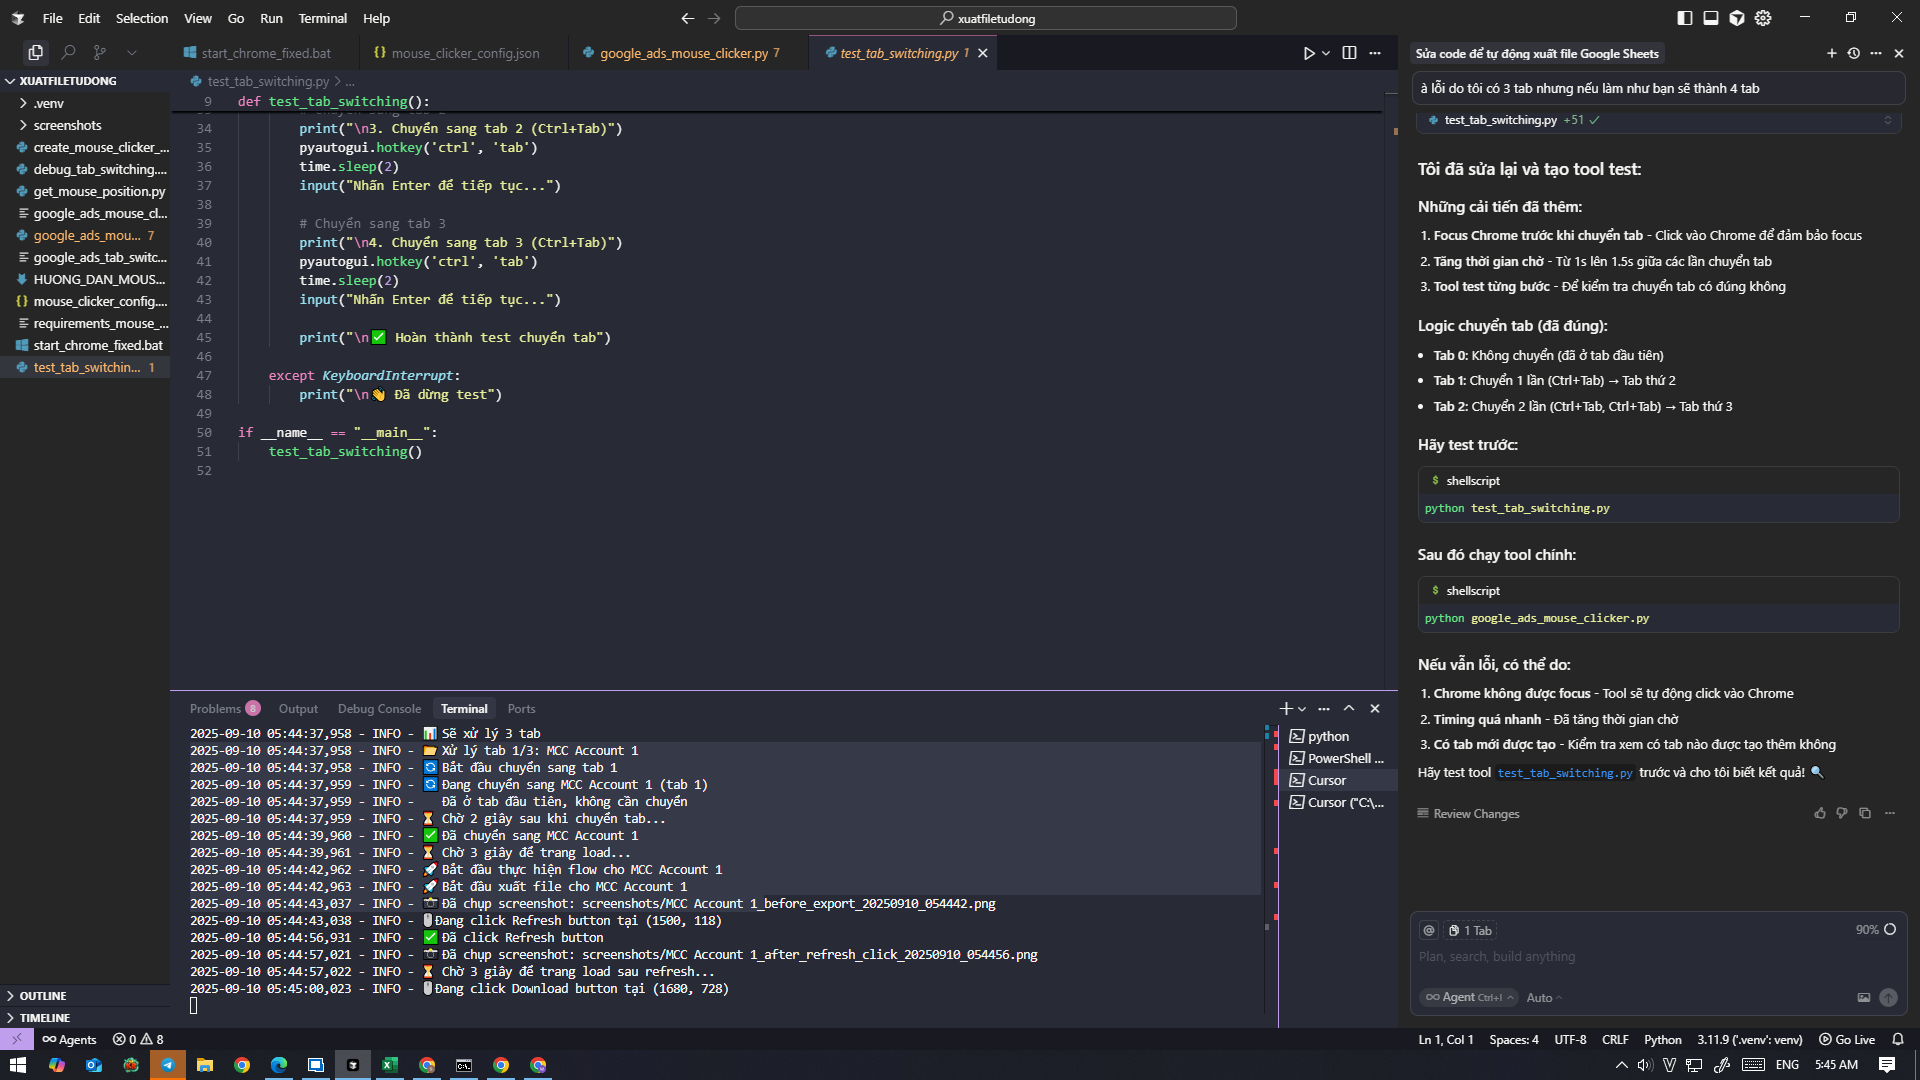 File Edit Selection View Go Run Terminal Help
xuatfiletudong
start_chrome_fixed.bat
mouse_clicker_config.json
google_ads_mouse_clicker.py 7
test_tab_switching.py 1
XUATFILETUDONG
.venv
screenshots
create_mouse_clicker_...
debug_tab_switching....
get_mouse_position.py
google_ads_mouse_cl...
google_ads_mou... 7
google_ads_tab_switc...
HUONG_DAN_MOUS...
mouse_clicker_config....
requirements_mouse_...
start_chrome_fixed.bat
test_tab_switchin... 1
OUTLINE
TIMELINE
test_tab_switching.py > ...
9 def test_tab_switching():
34 print("\n3. Chuyển sang tab 2 (Ctrl+Tab)")
35 pyautogui.hotkey('ctrl', 'tab')
36 time.sleep(2)
37 input("Nhấn Enter để tiếp tục...")
38
39 # Chuyển sang tab 3
40 print("\n4. Chuyển sang tab 3 (Ctrl+Tab)")
41 pyautogui.hotkey('ctrl', 'tab')
42 time.sleep(2)
43 input("Nhấn Enter để tiếp tục...")
44
45 print("\n✅ Hoàn thành test chuyển tab")
46
47 except KeyboardInterrupt:
48 print("\n👋 Đã dừng test")
49
50 if __name__ == "__main__":
51 test_tab_switching()
52
Problems 8 Output Debug Console Terminal Ports
2025-09-10 05:44:37,958 - INFO - 📊 Sẽ xử lý 3 tab
2025-09-10 05:44:37,958 - INFO - 📂 Xử lý tab 1/3: MCC Account 1
2025-09-10 05:44:37,958 - INFO - 🔄 Bắt đầu chuyển sang tab 1
2025-09-10 05:44:37,959 - INFO - 🔄 Đang chuyển sang MCC Account 1 (tab 1)
2025-09-10 05:44:37,959 - INFO - Đã ở tab đầu tiên, không cần chuyển
2025-09-10 05:44:37,959 - INFO - ⏳ Chờ 2 giây sau khi chuyển tab...
2025-09-10 05:44:39,960 - INFO - ✅ Đã chuyển sang MCC Account 1
2025-09-10 05:44:39,961 - INFO - ⏳ Chờ 3 giây để trang load...
2025-09-10 05:44:42,962 - INFO - 🚀 Bắt đầu thực hiện flow cho MCC Account 1
2025-09-10 05:44:42,963 - INFO - 🚀 Bắt đầu xuất file cho MCC Account 1
2025-09-10 05:44:43,037 - INFO - 📸 Đã chụp screenshot: screenshots/MCC Account 1_before_export_20250910_054442.png
2025-09-10 05:44:43,038 - INFO - 🖱️ Đang click Refresh button tại (1500, 118)
2025-09-10 05:44:56,931 - INFO - ✅ Đã click Refresh button
2025-09-10 05:44:57,021 - INFO - 📸 Đã chụp screenshot: screenshots/MCC Account 1_after_refresh_click_20250910_054456.png
2025-09-10 05:44:57,022 - INFO - ⏳ Chờ 3 giây để trang load sau refresh...
2025-09-10 05:45:00,023 - INFO - 🖱️ Đang click Download button tại (1680, 728)
python
PowerShell ...
Cursor
Cursor ("C:\...
Sửa code để tự động xuất file Google Sheets
à lỗi do tôi có 3 tab nhưng nếu làm như bạn sẽ thành 4 tab
test_tab_switching.py +51 ✓
Tôi đã sửa lại và tạo tool test:
Những cải tiến đã thêm:
1. Focus Chrome trước khi chuyển tab - Click vào Chrome để đảm bảo focus
2. Tăng thời gian chờ - Từ 1s lên 1.5s giữa các lần chuyển tab
3. Tool test từng bước - Để kiểm tra chuyển tab có đúng không
Logic chuyển tab (đã đúng):
• Tab 0: Không chuyển (đã ở tab đầu tiên)
• Tab 1: Chuyển 1 lần (Ctrl+Tab) → Tab thứ 2
• Tab 2: Chuyển 2 lần (Ctrl+Tab, Ctrl+Tab) → Tab thứ 3
Hãy test trước:
$ shellscript
python test_tab_switching.py
Sau đó chạy tool chính:
$ shellscript
python google_ads_mouse_clicker.py
Nếu vẫn lỗi, có thể do:
1. Chrome không được focus - Tool sẽ tự động click vào Chrome
2. Timing quá nhanh - Đã tăng thời gian chờ
3. Có tab mới được tạo - Kiểm tra xem có tab nào được tạo thêm không
Hãy test tool test_tab_switching.py trước và cho tôi biết kết quả! 🔍
Review Changes
@ 1 Tab 90%
Plan, search, build anything
Agent Ctrl+I Auto
Agents 0 8
Ln 1, Col 1 Spaces: 4 UTF-8 CRLF Python 3.11.9 ('.venv': venv) Go Live
ENG 5:45 AM